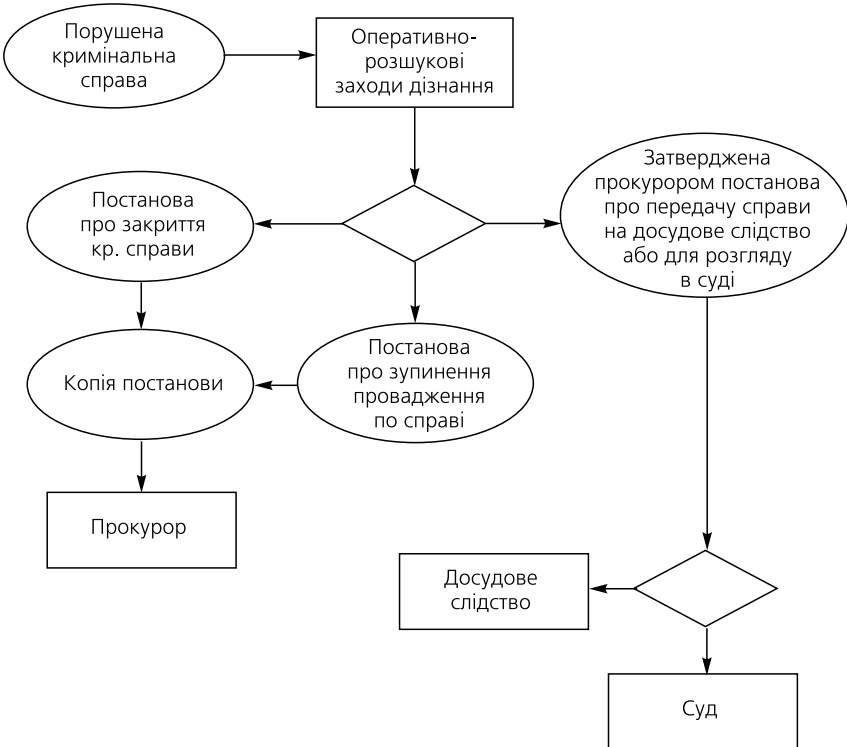 Порушена
кримінальна
справа
Оперативно-
розшукові
заходи дізнання
Затверджена
прокурором постанова
про передачу справи
на досудове слідство
або для розгляду
в суді
Постанова
про закриття
кр. справи
Копія постанови
Постанова
про зупинення
провадження
по справі
Прокурор
Досудове
слідство
Суд